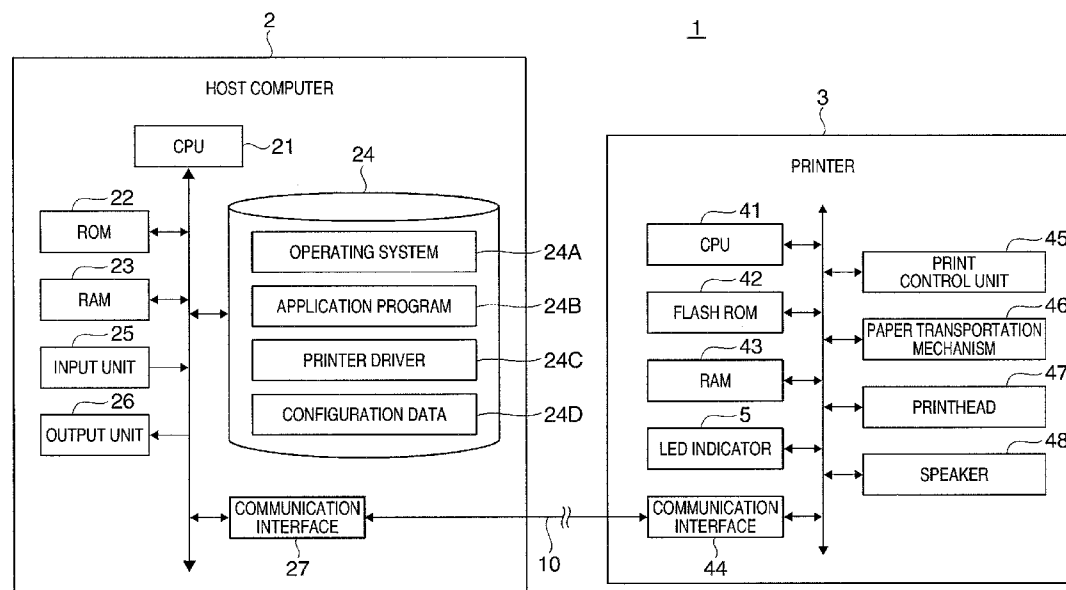 1
2
HOST COMPUTER
CPU
21
22
ROM
23
RAM
25
INPUT UNIT
26
OUTPUT UNIT
24
OPERATING SYSTEM
24A
APPLICATION PROGRAM
24B
PRINTER DRIVER
24C
CONFIGURATION DATA
24D
COMMUNICATION
INTERFACE
27
10
3
PRINTER
41
CPU
42
FLASH ROM
43
RAM
5
LED INDICATOR
COMMUNICATION
INTERFACE
44
45
PRINT
CONTROL UNIT
46
PAPER TRANSPORTATION
MECHANISM
47
PRINTHEAD
48
SPEAKER